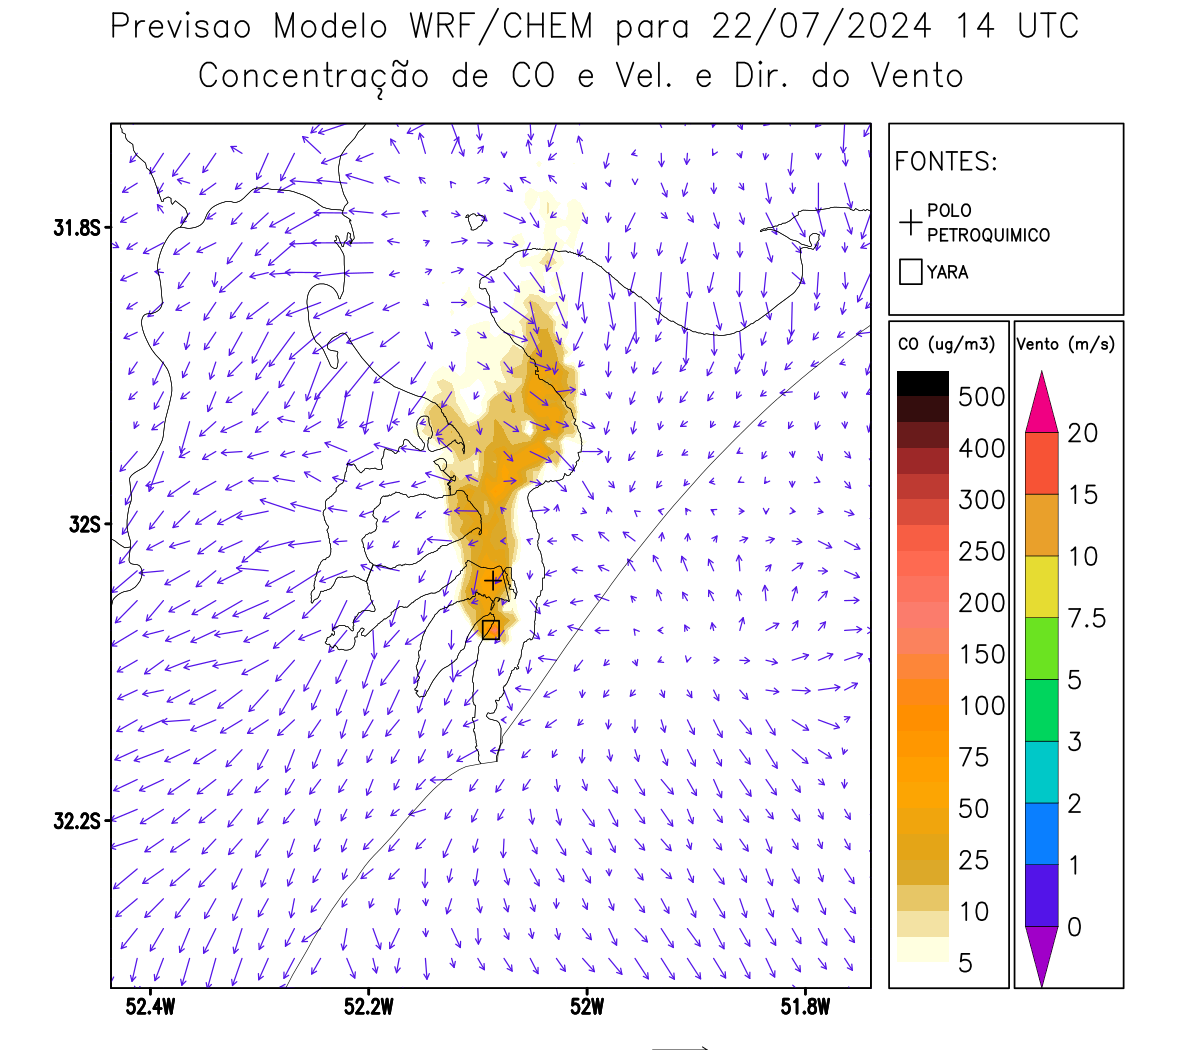 Previsao Modelo WRF/CHEM para 22/07/2024 14 UTC
Concentração de CO e Vel. e Dir. do Vento
FONTES:
POLO
PETROQUIMICO
YARA
CO (ug/m3)
500
400
300
250
200
150
100
75
50
25
10
5
Vento (m/s)
20
15
10
7.5
5
3
2
1
0
31.8S
32S
32.2S
52.4W
52.2W
52W
51.8W